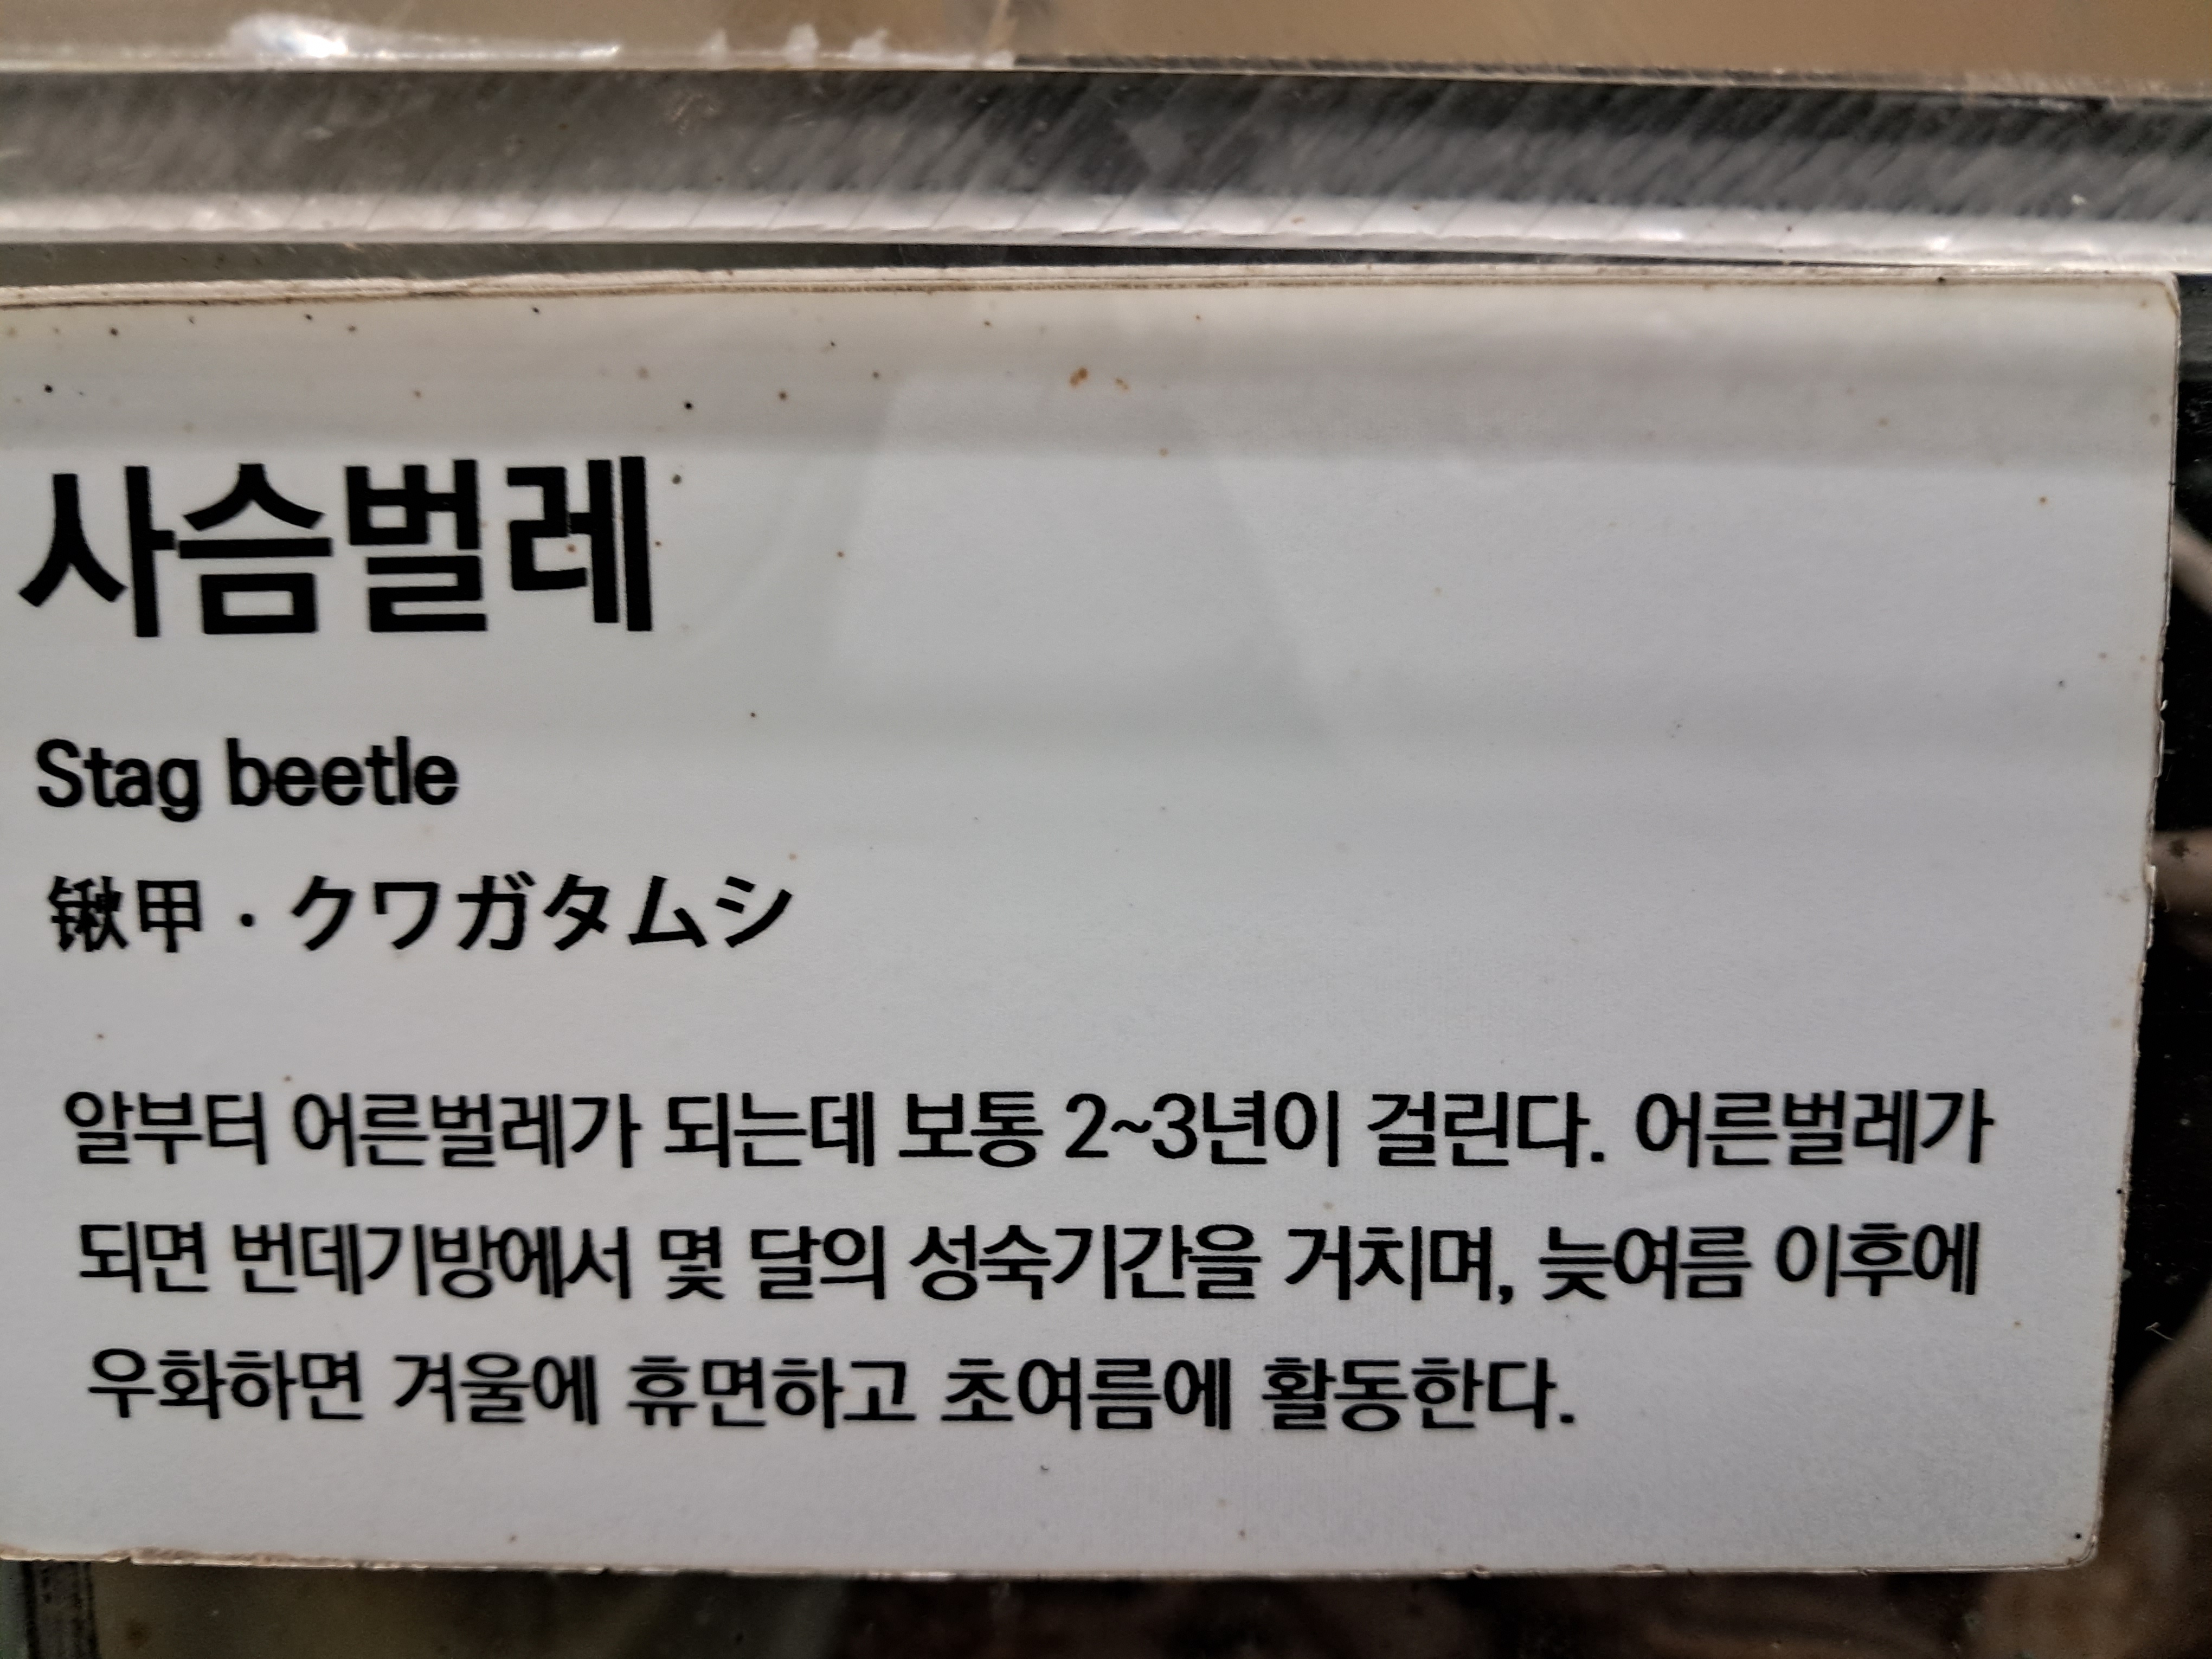 사슴벌레
Stag beetle
锹甲 · クワガタムシ
알부터 어른벌레가 되는데 보통 2~3년이 걸린다. 어른벌레가
되면 번데기방에서 몇 달의 성숙기간을 거치며, 늦여름 이후에
우화하면 겨울에 휴면하고 초여름에 활동한다.